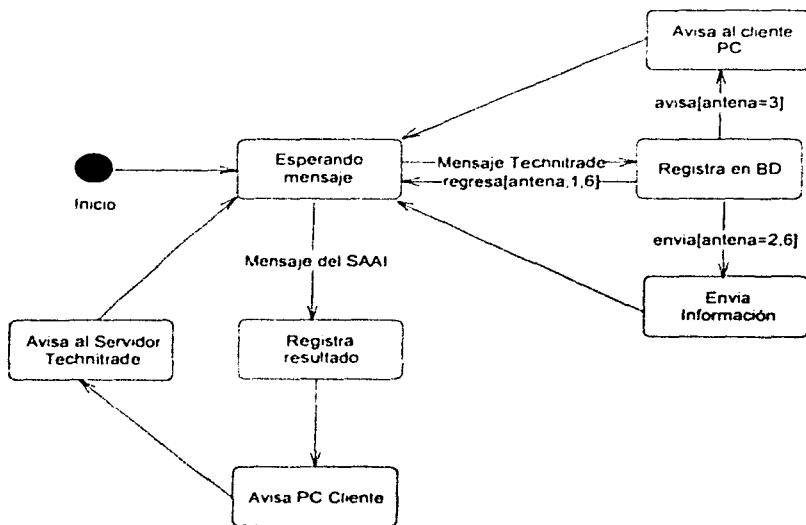 Avisa al cliente
PC
avisa[antena=3]
Esperando
mensaje
Mensaje Technitrade
regresa[antena,1,6}
Registra en BD
Inicio
envia[antena=2,6]
Mensaje del SAAI
Envia
Información
Avisa al Servidor
Technitrade
Registra
resultado
Avisa PC Cliente